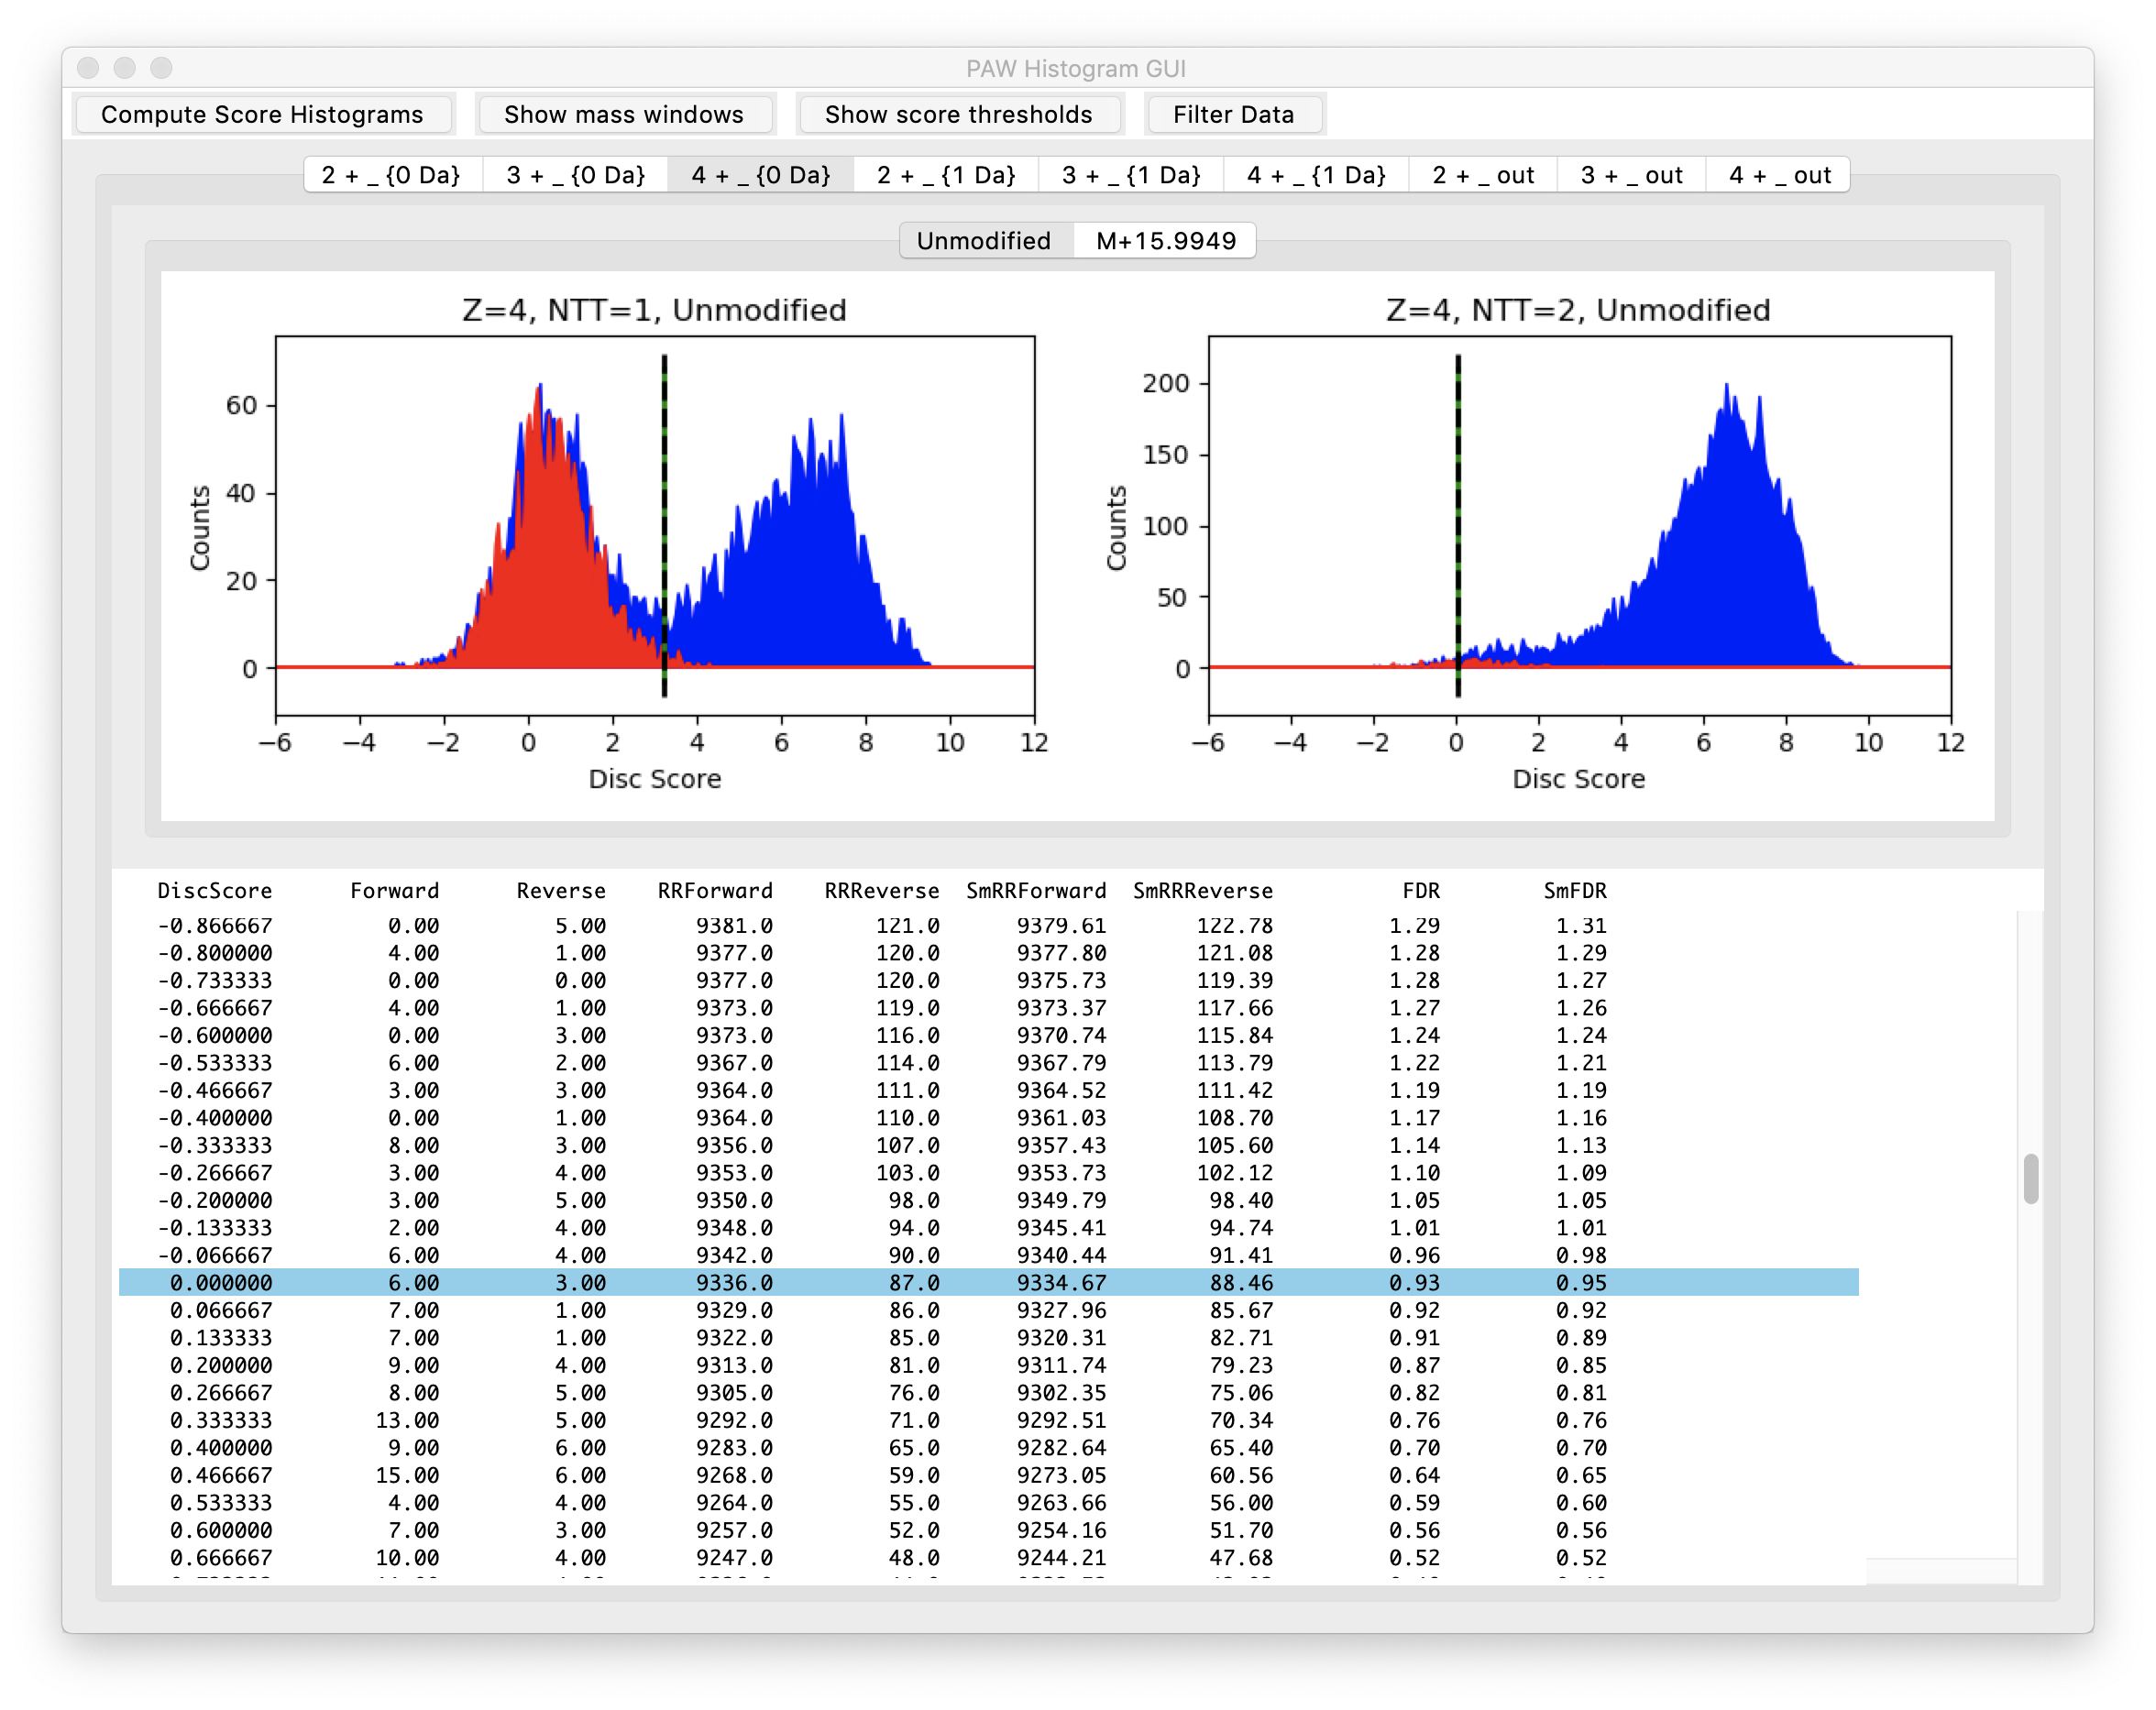 PAW Histogram GUI
Compute Score Histograms Show mass windows Show score thresholds Filter Data
2 + _ {0 Da} 3 + _ {0 Da} 4 + _ {0 Da} 2 + _ {1 Da} 3 + _ {1 Da} 4 + _ {1 Da} 2 + _ out 3 + _ out 4 + _ out
Unmodified M+15.9949
Z=4, NTT=1, Unmodified
60
40
20
0
Counts
−6 −4 −2 0 2 4 6 8 10 12
Disc Score
Z=4, NTT=2, Unmodified
200
150
100
50
0
Counts
−6 −4 −2 0 2 4 6 8 10 12
Disc Score
DiscScore Forward Reverse RRForward RRReverse SmRRForward SmRRReverse FDR SmFDR
-0.866667 0.00 5.00 9381.0 121.0 9379.61 122.78 1.29 1.31
-0.800000 4.00 1.00 9377.0 120.0 9377.80 121.08 1.28 1.29
-0.733333 0.00 0.00 9377.0 120.0 9375.73 119.39 1.28 1.27
-0.666667 4.00 1.00 9373.0 119.0 9373.37 117.66 1.27 1.26
-0.600000 0.00 3.00 9373.0 116.0 9370.74 115.84 1.24 1.24
-0.533333 6.00 2.00 9367.0 114.0 9367.79 113.79 1.22 1.21
-0.466667 3.00 3.00 9364.0 111.0 9364.52 111.42 1.19 1.19
-0.400000 0.00 1.00 9364.0 110.0 9361.03 108.70 1.17 1.16
-0.333333 8.00 3.00 9356.0 107.0 9357.43 105.60 1.14 1.13
-0.266667 3.00 4.00 9353.0 103.0 9353.73 102.12 1.10 1.09
-0.200000 3.00 5.00 9350.0 98.0 9349.79 98.40 1.05 1.05
-0.133333 2.00 4.00 9348.0 94.0 9345.41 94.74 1.01 1.01
-0.066667 6.00 4.00 9342.0 90.0 9340.44 91.41 0.96 0.98
0.000000 6.00 3.00 9336.0 87.0 9334.67 88.46 0.93 0.95
0.066667 7.00 1.00 9329.0 86.0 9327.96 85.67 0.92 0.92
0.133333 7.00 1.00 9322.0 85.0 9320.31 82.71 0.91 0.89
0.200000 9.00 4.00 9313.0 81.0 9311.74 79.23 0.87 0.85
0.266667 8.00 5.00 9305.0 76.0 9302.35 75.06 0.82 0.81
0.333333 13.00 5.00 9292.0 71.0 9292.51 70.34 0.76 0.76
0.400000 9.00 6.00 9283.0 65.0 9282.64 65.40 0.70 0.70
0.466667 15.00 6.00 9268.0 59.0 9273.05 60.56 0.64 0.65
0.533333 4.00 4.00 9264.0 55.0 9263.66 56.00 0.59 0.60
0.600000 7.00 3.00 9257.0 52.0 9254.16 51.70 0.56 0.56
0.666667 10.00 4.00 9247.0 48.0 9244.21 47.68 0.52 0.52